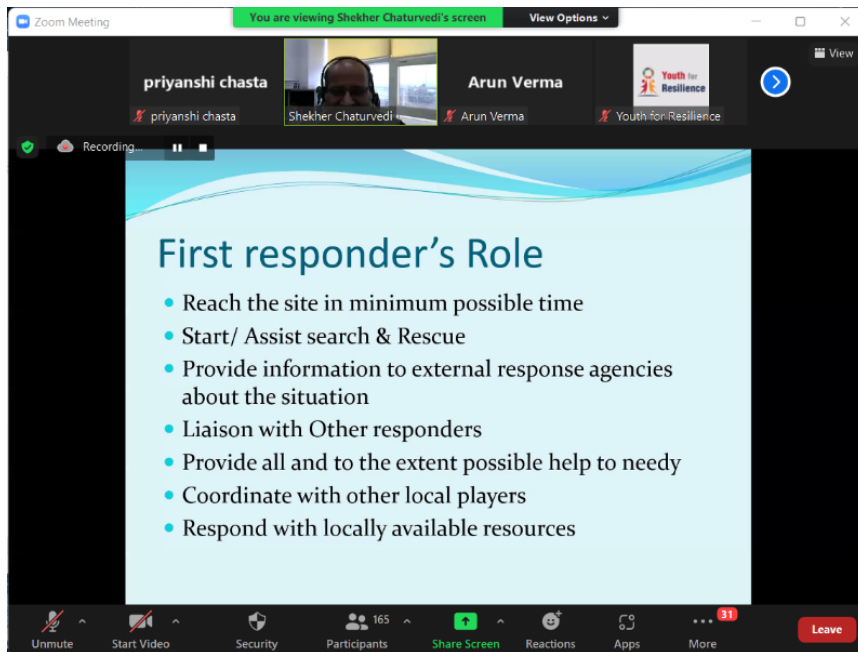 Zoom Meeting
You are viewing Shekher Chaturvedi's screen
View Options
View
priyanshi chasta
Arun Verma
Youth for
Resilience
priyanshi chasta
Shekher Chaturvedi
Arun Verma
Youth for Resilience
Recording...
First responder's Role
Reach the site in minimum possible time
Start/ Assist search & Rescue
Provide information to external response agencies
about the situation
Liaison with Other responders
Provide all and to the extent possible help to needy
Coordinate with other local players
Respond with locally available resources
165
31
Unmute
Start Video
Security
Participants
Share Screen
Reactions
Apps
More
Leave